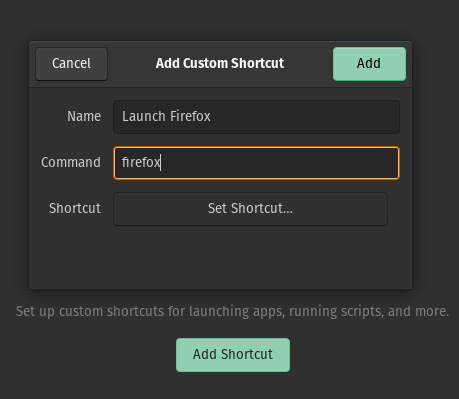 Cancel Add Custom Shortcut Add
Name Launch Firefox
Command firefox
Shortcut Set Shortcut...
Set up custom shortcuts for launching apps, running scripts, and more.
Add Shortcut